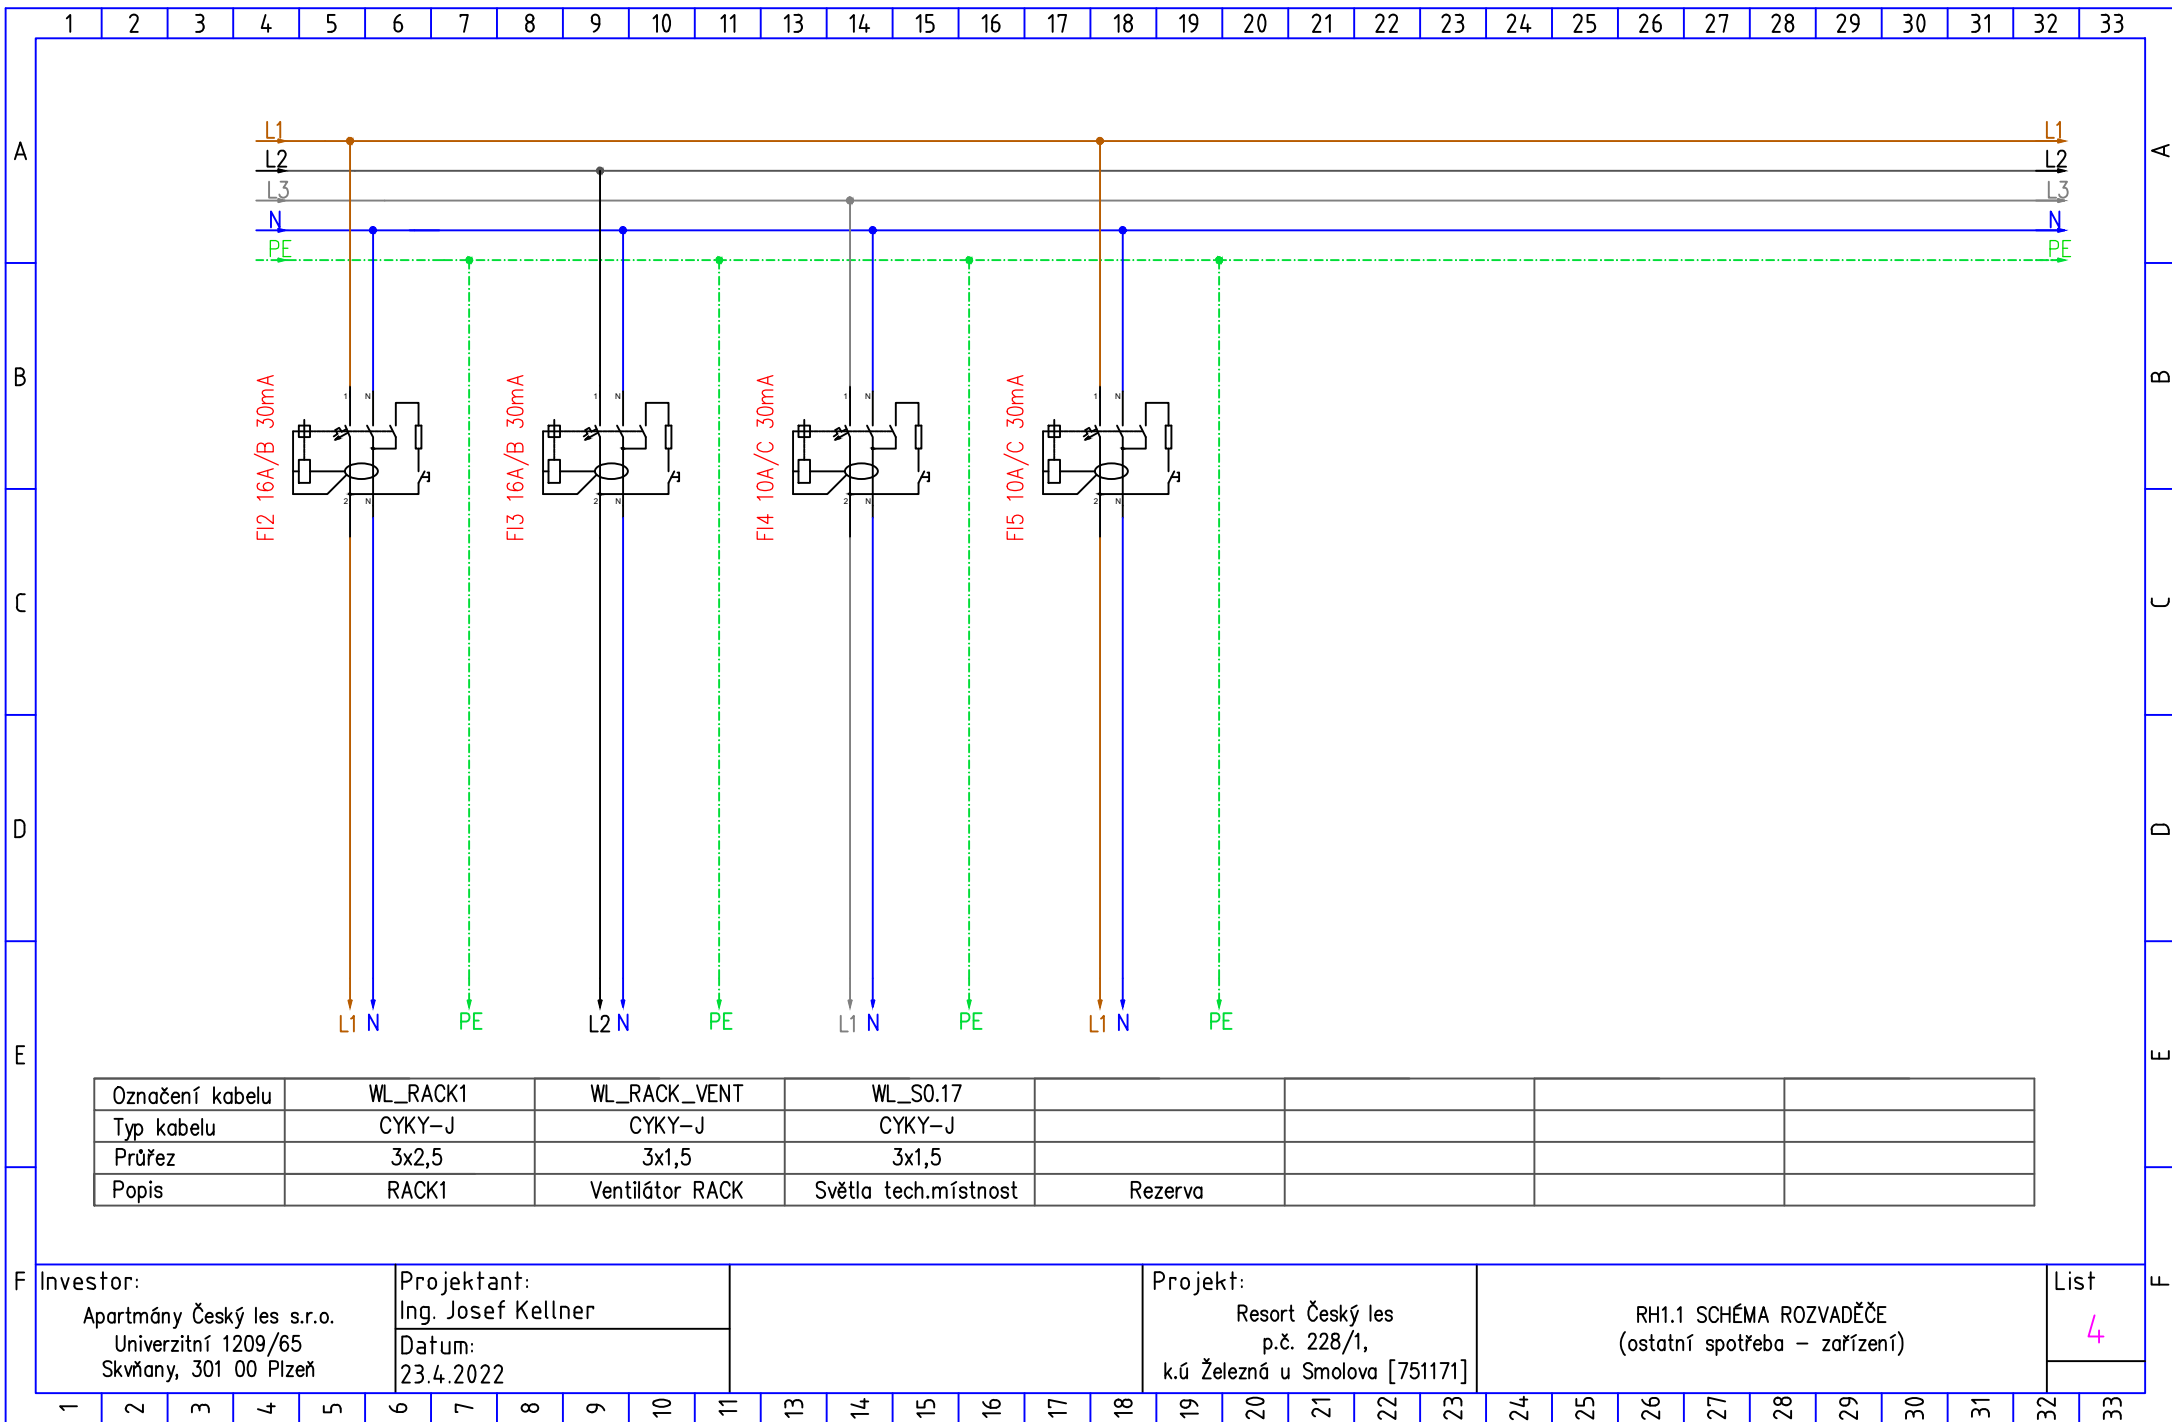 1 2 3 4 5 6 7 8 9 10 11 13 14 15 16 17 18 19 20 21 22 23 24 25 26 27 28 29 30 31 32 33
A A
L1 L1
L2 L2
L3 L3
N N
PE PE
B B
FI2 16A/B 30mA
FI3 16A/B 30mA
FI4 10A/C 30mA
FI5 10A/C 30mA
1 N 1 N 1 N 1 N
2 N 2 N 2 N 2 N
C C
D D
L1 N PE L2 N PE L1 N PE L1 N PE
E E
Označení kabelu WL_RACK1 WL_RACK_VENT WL_S0.17
Typ kabelu CYKY-J CYKY-J CYKY-J
Průřez 3x2,5 3x1,5 3x1,5
Popis RACK1 Ventilátor RACK Světla tech.místnost Rezerva
F F
Investor:
Apartmány Český les s.r.o.
Univerzitní 1209/65
Skvňany, 301 00 Plzeň
Projektant:
Ing. Josef Kellner
Datum:
23.4.2022
Projekt:
Resort Český les
p.č. 228/1,
k.ú Železná u Smolova [751171]
RH1.1 SCHÉMA ROZVADĚČE
(ostatní spotřeba - zařízení)
List
4
1 2 3 4 5 6 7 8 9 10 11 13 14 15 16 17 18 19 20 21 22 23 24 25 26 27 28 29 30 31 32 33